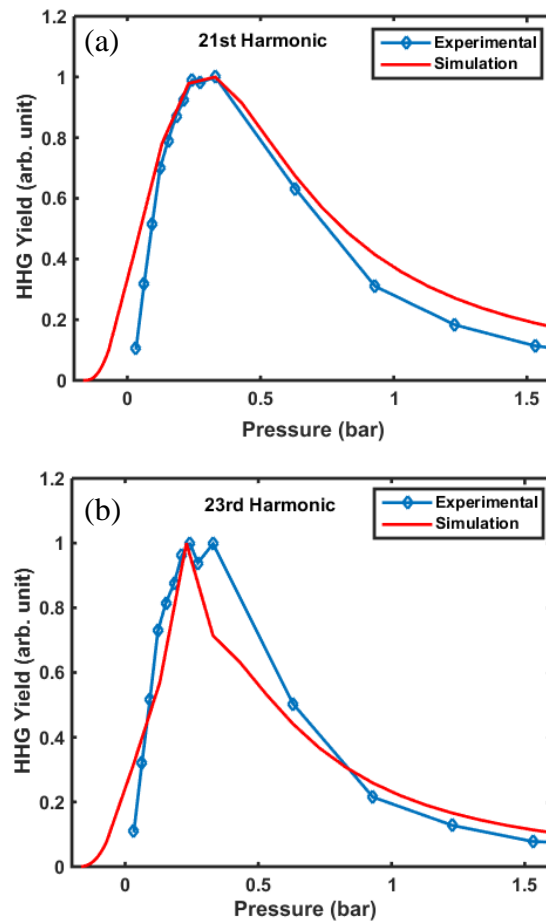 1.2
(a)
21st Harmonic
Experimental
Simulation
1
0.8
0.6
0.4
0.2
0
HHG Yield (arb. unit)
0 0.5 1 1.5
Pressure (bar)
1.2
(b)
23rd Harmonic
Experimental
Simulation
1
0.8
0.6
0.4
0.2
0
HHG Yield (arb. unit)
0 0.5 1 1.5
Pressure (bar)